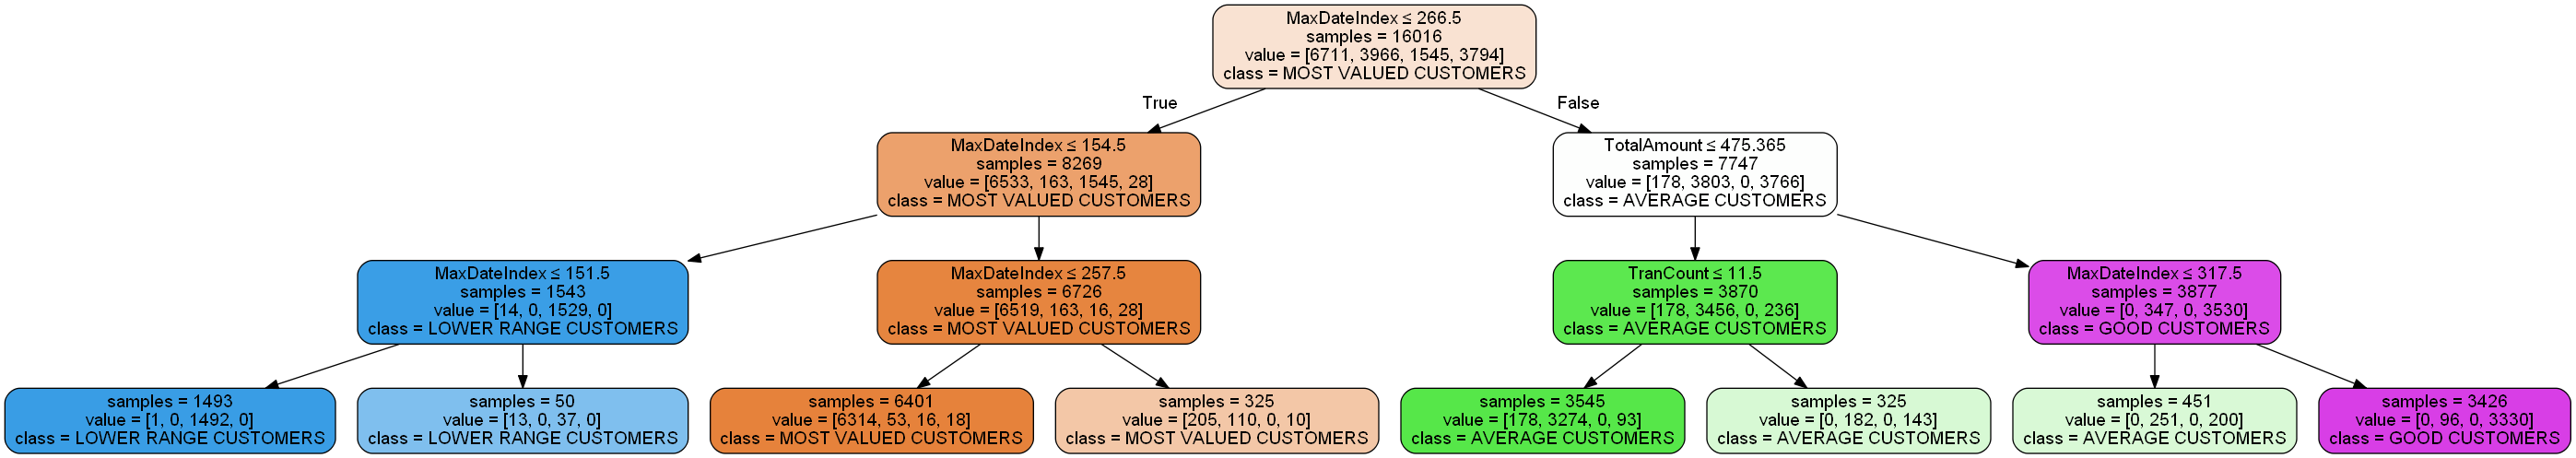 MaxDateIndex ≤ 266.5
samples = 16016
value = [6711, 3966, 1545, 3794]
class = MOST VALUED CUSTOMERS
True
False
MaxDateIndex ≤ 154.5
samples = 8269
value = [6533, 163, 1545, 28]
class = MOST VALUED CUSTOMERS
TotalAmount ≤ 475.365
samples = 7747
value = [178, 3803, 0, 3766]
class = AVERAGE CUSTOMERS
MaxDateIndex ≤ 151.5
samples = 1543
value = [14, 0, 1529, 0]
class = LOWER RANGE CUSTOMERS
MaxDateIndex ≤ 257.5
samples = 6726
value = [6519, 163, 16, 28]
class = MOST VALUED CUSTOMERS
TranCount ≤ 11.5
samples = 3870
value = [178, 3456, 0, 236]
class = AVERAGE CUSTOMERS
MaxDateIndex ≤ 317.5
samples = 3877
value = [0, 347, 0, 3530]
class = GOOD CUSTOMERS
samples = 1493
value = [1, 0, 1492, 0]
class = LOWER RANGE CUSTOMERS
samples = 50
value = [13, 0, 37, 0]
class = LOWER RANGE CUSTOMERS
samples = 6401
value = [6314, 53, 16, 18]
class = MOST VALUED CUSTOMERS
samples = 325
value = [205, 110, 0, 10]
class = MOST VALUED CUSTOMERS
samples = 3545
value = [178, 3274, 0, 93]
class = AVERAGE CUSTOMERS
samples = 325
value = [0, 182, 0, 143]
class = AVERAGE CUSTOMERS
samples = 451
value = [0, 251, 0, 200]
class = AVERAGE CUSTOMERS
samples = 3426
value = [0, 96, 0, 3330]
class = GOOD CUSTOMERS